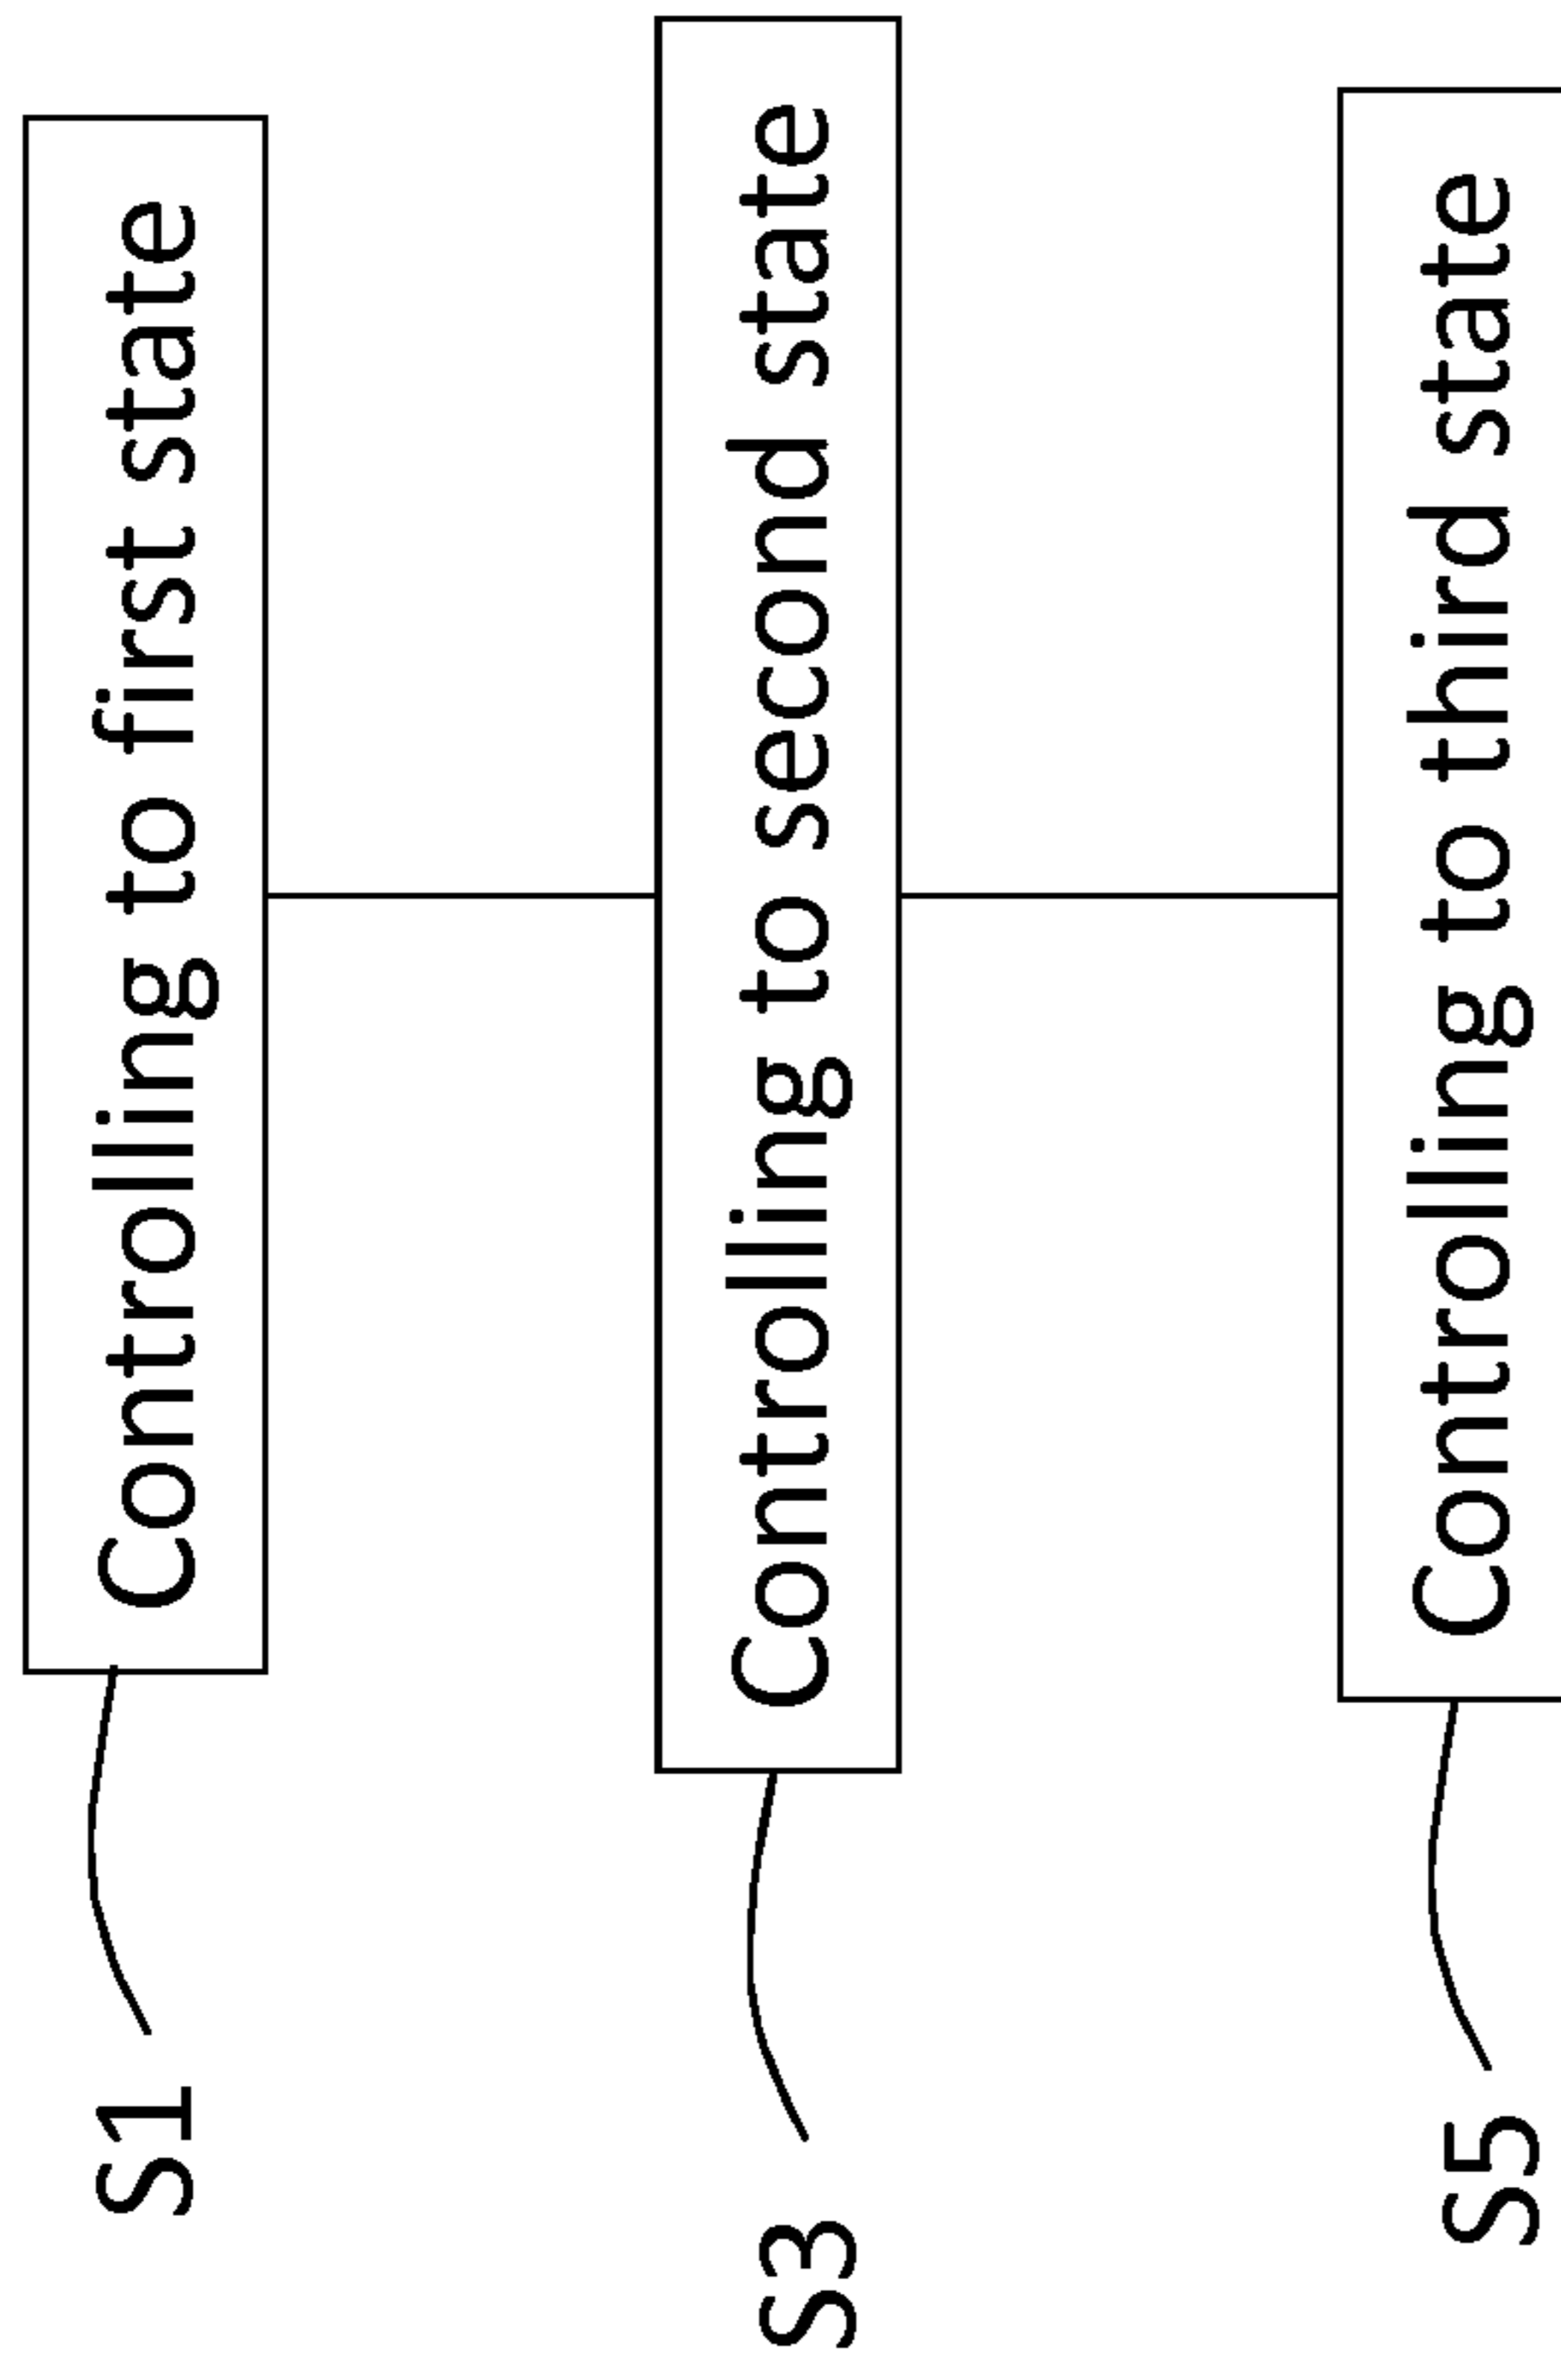 S1
Controlling to first state
S3
Controlling to second state
S5
Controlling to third state